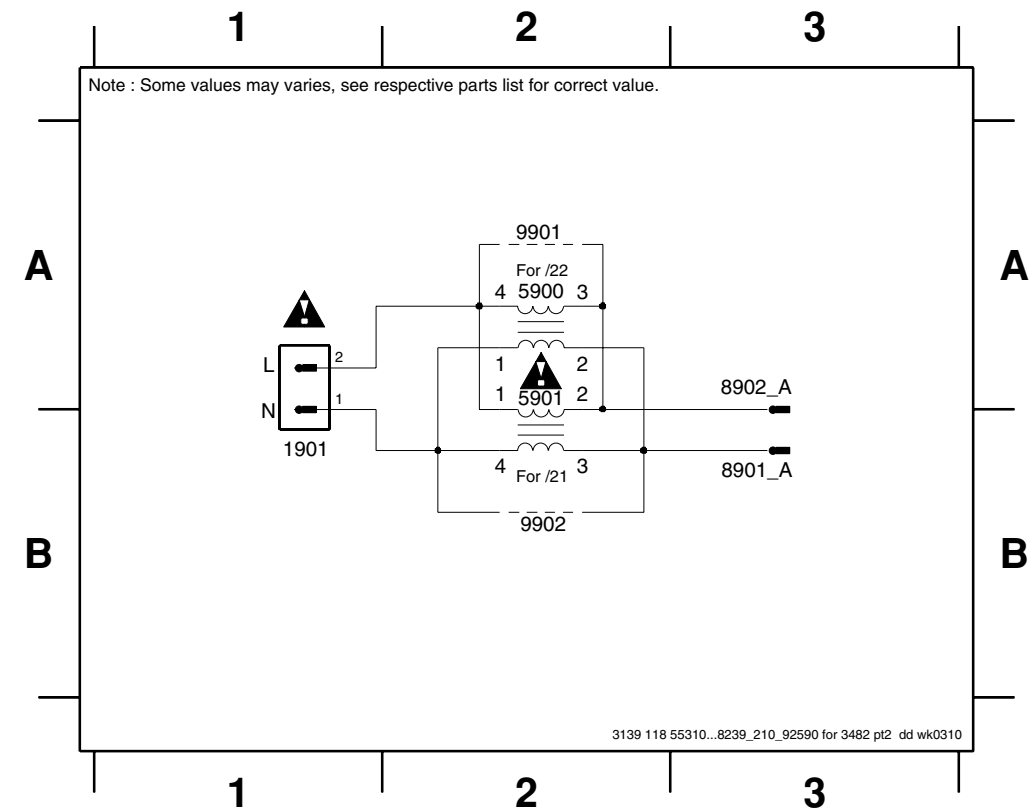 1 2 3
Note : Some values may varies, see respective parts list for correct value.
9901
A A
For /22
4 5900 3
L 2
1 2
1 5901 2
8902_A
N 1
1901
4 For /21 3
8901_A
9902
B B
3139 118 55310...8239_210_92590 for 3482 pt2 dd wk0310
1 2 3